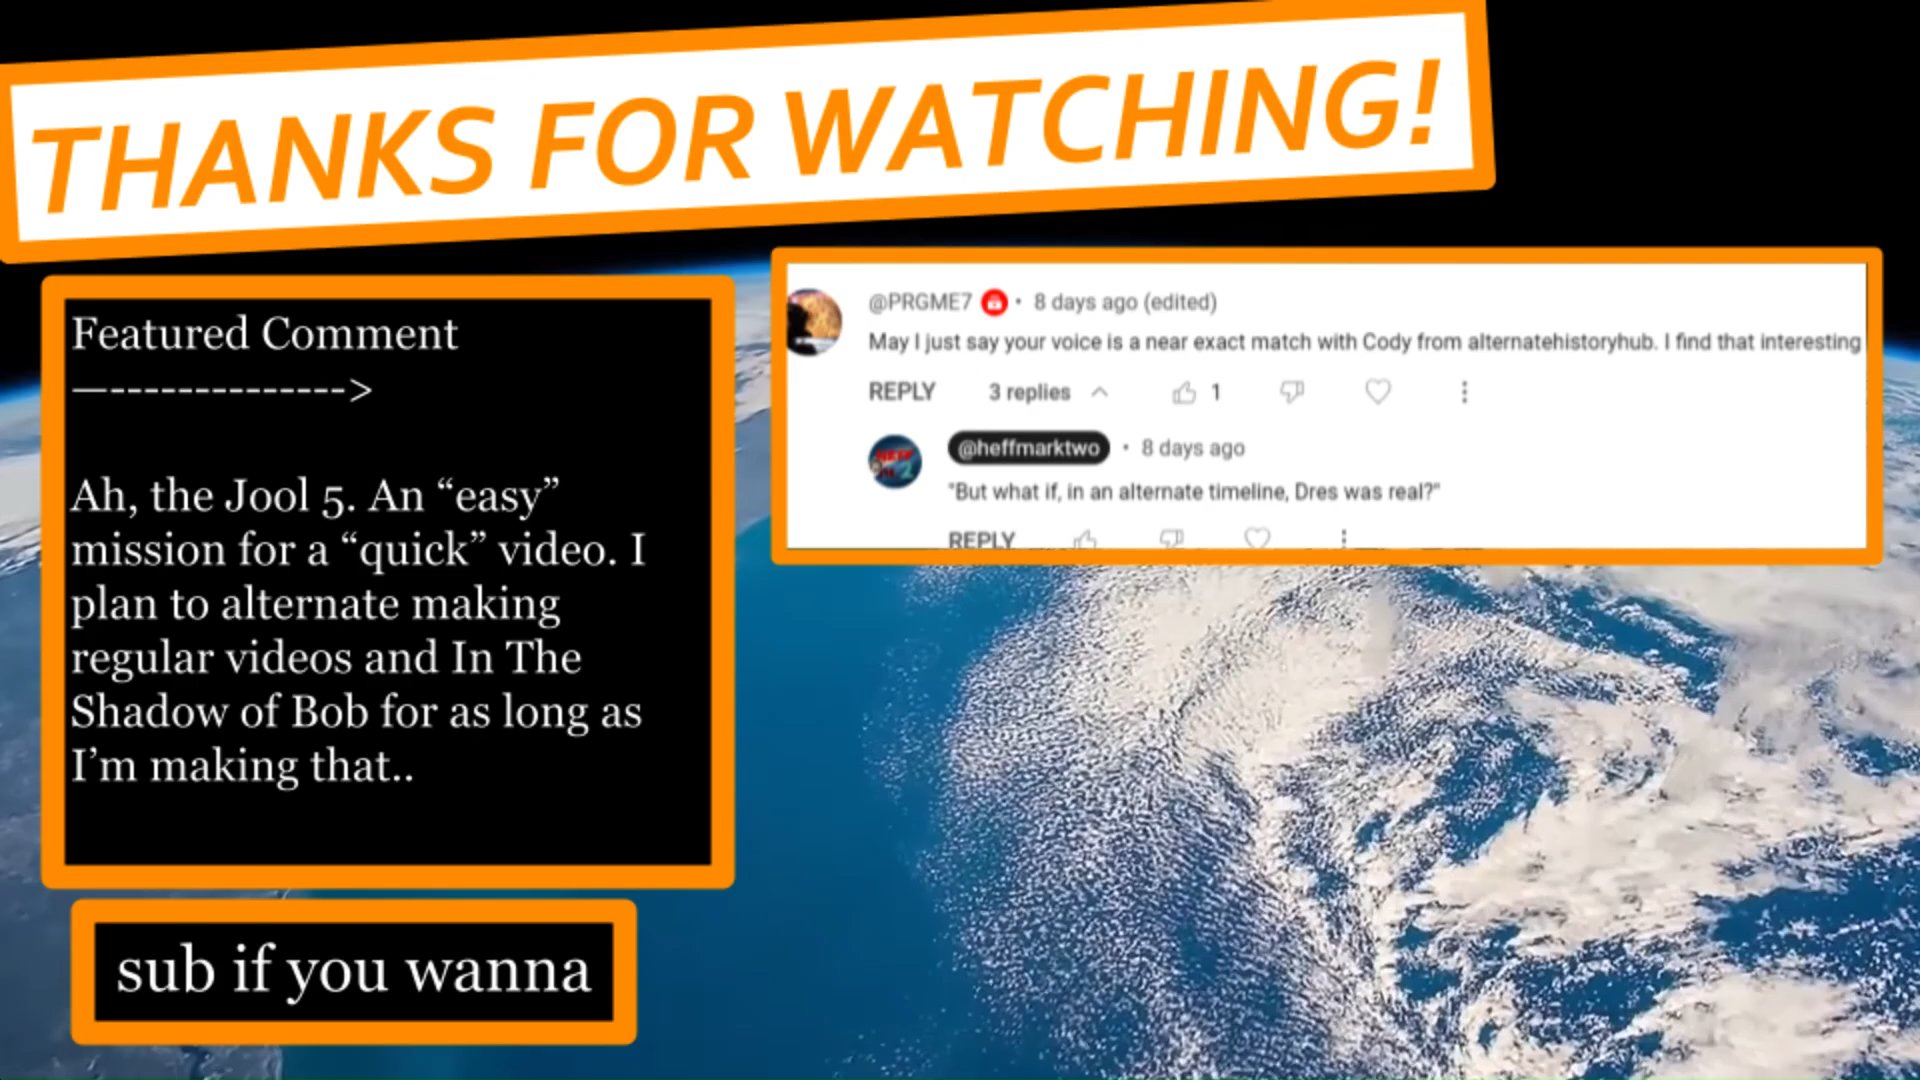 THANKS FOR WATCHING!
Featured Comment
—-------------->
Ah, the Jool 5. An “easy”
mission for a “quick” video. I
plan to alternate making
regular videos and In The
Shadow of Bob for as long as
I’m making that..
sub if you wanna
@PRGME7 • 8 days ago (edited)
May I just say your voice is a near exact match with Cody from alternatehistoryhub. I find that interesting
REPLY 3 replies 1
@heffmarktwo • 8 days ago
"But what if, in an alternate timeline, Dres was real?"
REPLY